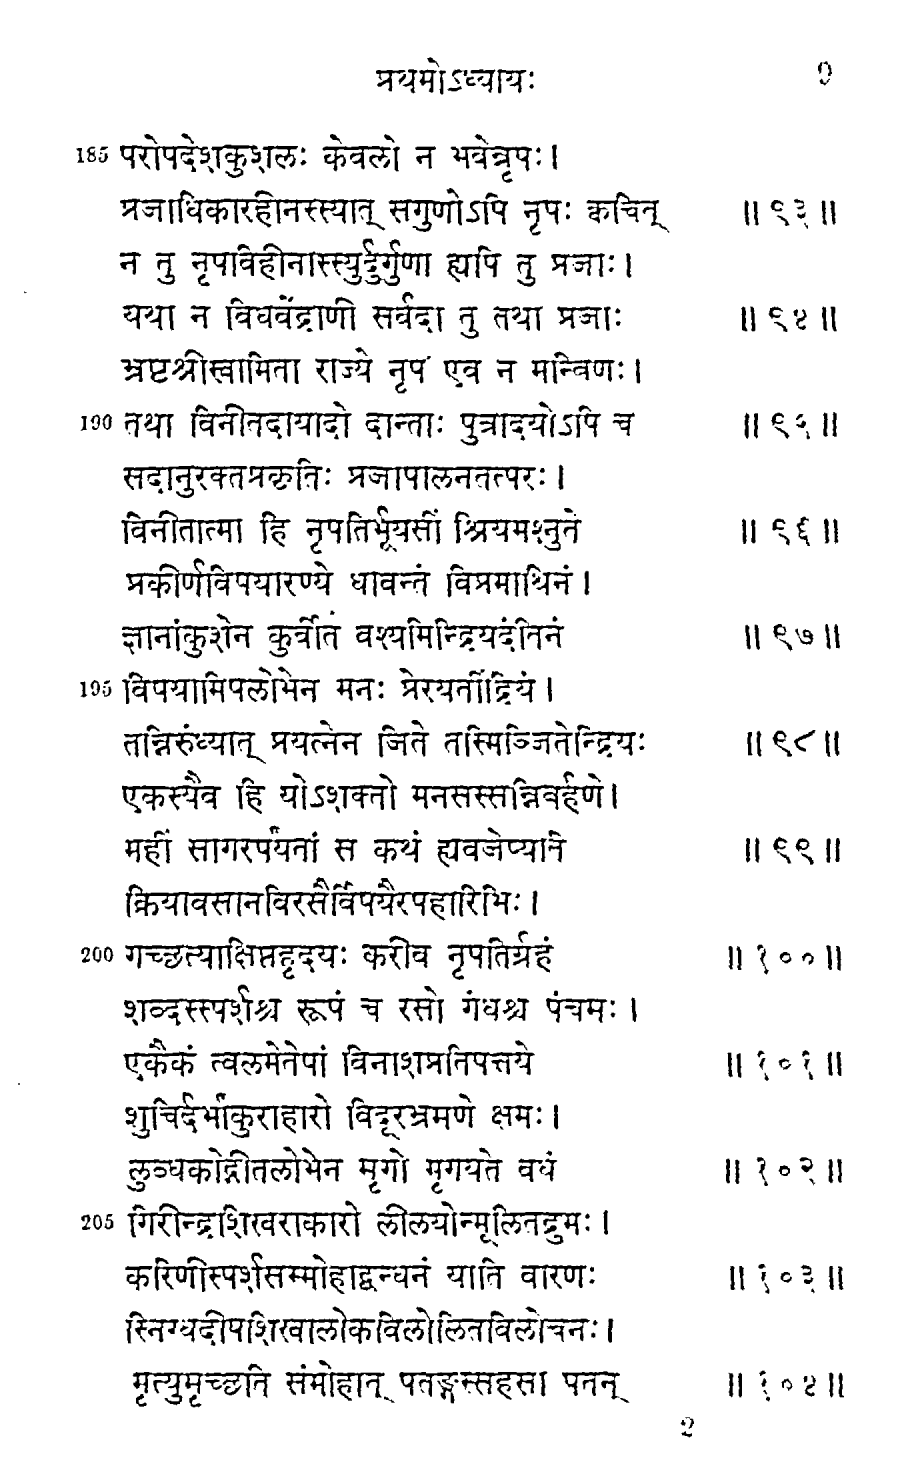 प्रथमोऽध्यायः ९
185 परोपदेशकुशलः केवलो न भवेन्नृपः।
प्रजाधिकारहीनस्स्यात् सगुणोऽपि नृपः क्वचित् ॥९३॥
न तु नृपविहीनास्स्युर्दुर्गुणा ह्यपि तु प्रजाः।
यथा न विधवेंद्राणी सर्वदा तु तथा प्रजाः ॥९४॥
भ्रष्टश्रीस्वामिता राज्ये नृप एव न मन्त्रिणः।
190 तथा विनीतदायादो दान्ताः पुत्रादयोऽपि च ॥९५॥
सदानुरक्तप्रकृतिः प्रजापालनतत्परः।
विनीतात्मा हि नृपतिर्भूयसीं श्रियमश्नुते ॥९६॥
प्रकीर्णविषयारण्ये धावन्तं विप्रमाथिनं।
ज्ञानांकुशेन कुर्वीत वश्यमिन्द्रियदंतिनं ॥९७॥
195 विषयामिषलोभेन मनः प्रेरयतींद्रियं।
तन्निरुंध्यात् प्रयत्नेन जिते तस्मिञ्जितेन्द्रियः ॥९८॥
एकस्यैव हि योऽशक्तो मनसस्सन्निबर्हणे।
महीं सागरपर्यंतां स कथं ह्यवजेष्यति ॥९९॥
क्रियावसानविरसैर्विषयैरपहारिभिः।
200 गच्छत्याक्षिप्तहृदयः करीव नृपतिर्ग्रहं ॥१००॥
शब्दस्स्पर्शश्च रूपं च रसो गंधश्च पंचमः।
एकैकं त्वलमेतेषां विनाशप्रतिपत्तये ॥१०१॥
शुचिर्दर्भांकुराहारो विदूरभ्रमणे क्षमः।
लुब्धकोद्गीतलोभेन मृगो मृगयते वधं ॥१०२॥
205 गिरीन्द्रशिखराकारो लीलयोन्मूलितद्रुमः।
करिणीस्पर्शसम्मोहाद्बन्धनं याति वारणः ॥१०३॥
स्निग्धदीपशिखालोकविलोलितविलोचनः।
मृत्युमृच्छति संमोहात् पतङ्गस्सहसा पतन् ॥१०४॥
2